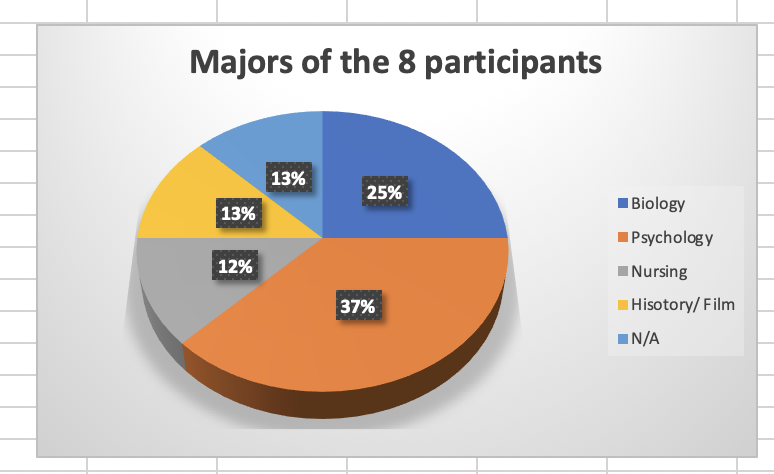 Majors of the 8 participants
13%
25%
13%
12%
37%
Biology
Psychology
Nursing
Hisotory/ Film
N/A